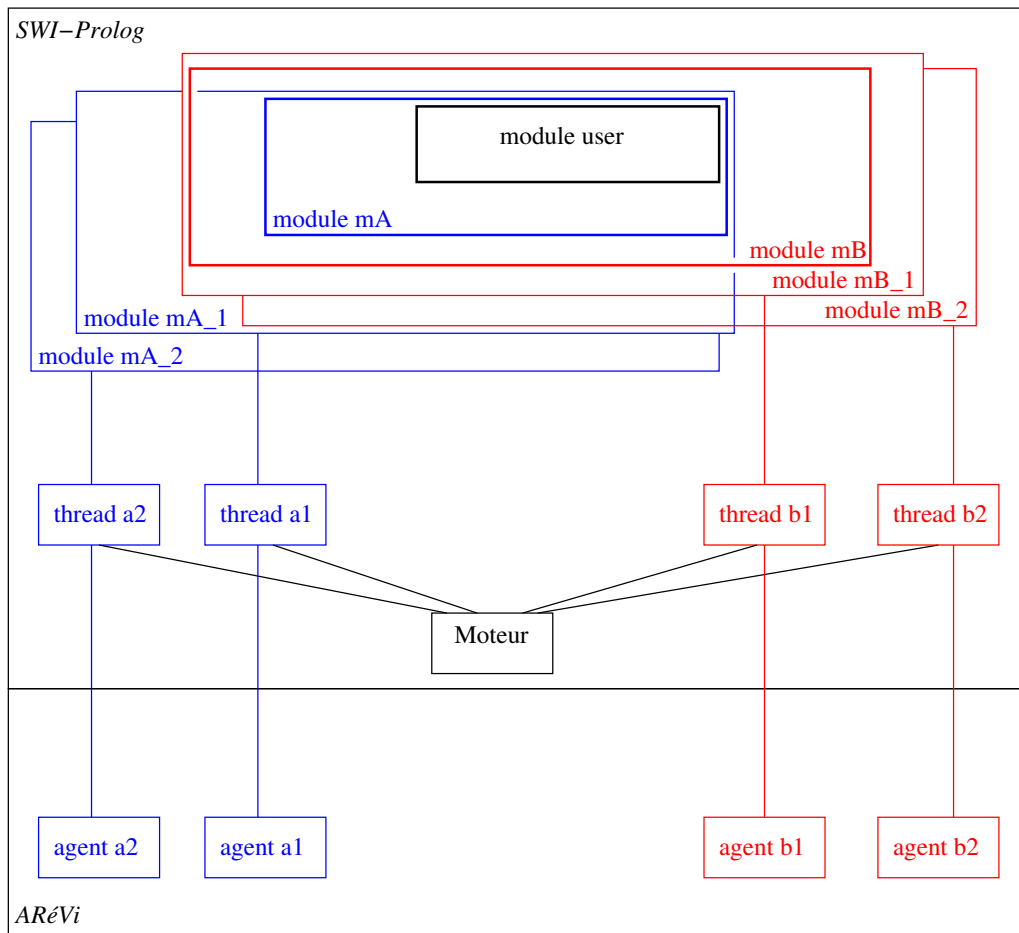 SWI−Prolog
module user
module mA
module mB
module mB_1
module mB_2
module mA_1
module mA_2
thread a2
thread a1
thread b1
thread b2
Moteur
agent a2
agent a1
agent b1
agent b2
ARéVi